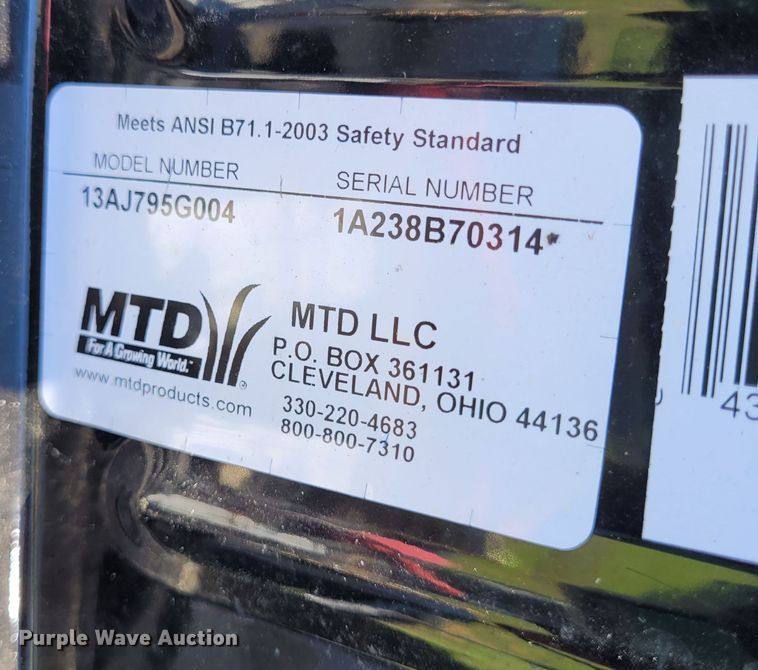 Meets ANSI B71.1-2003 Safety Standard
MODEL NUMBER SERIAL NUMBER
13AJ795G004 1A238B70314*
MTD
For A Growing World.™
www.mtdproducts.com
MTD LLC
P.O. BOX 361131
CLEVELAND, OHIO 44136
330-220-4683
800-800-7310
43
Purple Wave Auction